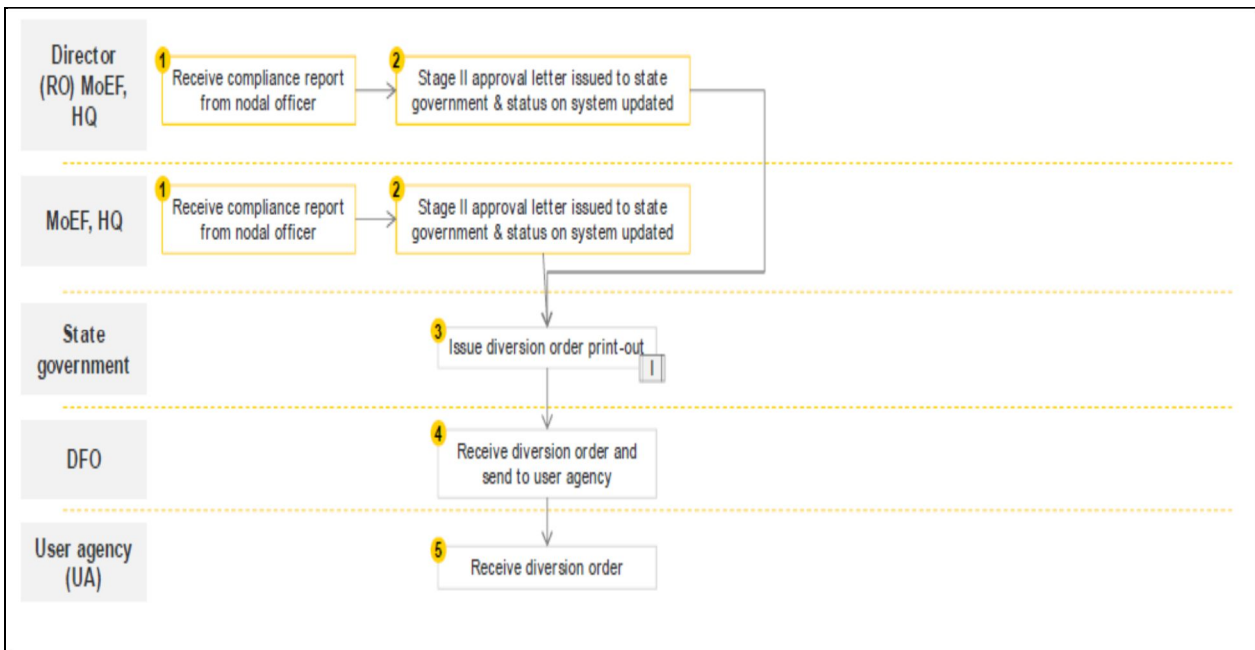 Director
(RO) MoEF,
HQ
1
Receive compliance report
from nodal officer
2
Stage II approval letter issued to state
government & status on system updated
MoEF, HQ
1
Receive compliance report
from nodal officer
2
Stage II approval letter issued to state
government & status on system updated
State
government
3
Issue diversion order print-out
I
DFO
4
Receive diversion order and
send to user agency
User agency
(UA)
5
Receive diversion order